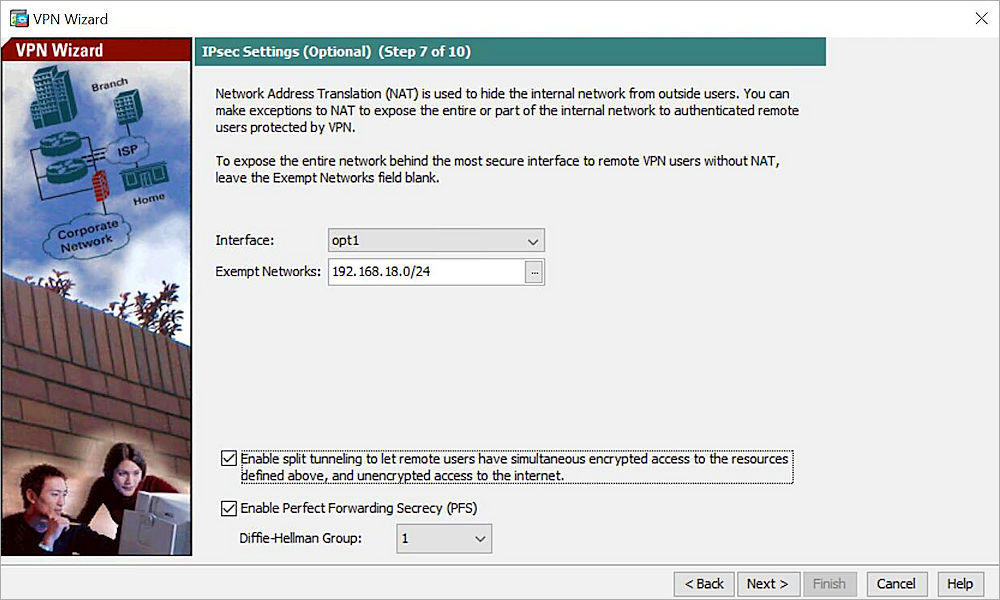 VPN Wizard
VPN Wizard
IPsec Settings (Optional) (Step 7 of 10)
Branch
ISP
Home
Corporate
Network
Network Address Translation (NAT) is used to hide the internal network from outside users. You can
make exceptions to NAT to expose the entire or part of the internal network to authenticated remote
users protected by VPN.
To expose the entire network behind the most secure interface to remote VPN users without NAT,
leave the Exempt Networks field blank.
Interface: opt1
Exempt Networks: 192.168.18.0/24 ...
Enable split tunneling to let remote users have simultaneous encrypted access to the resources
defined above, and unencrypted access to the internet.
Enable Perfect Forwarding Secrecy (PFS)
Diffie-Hellman Group: 1
< Back Next > Finish Cancel Help